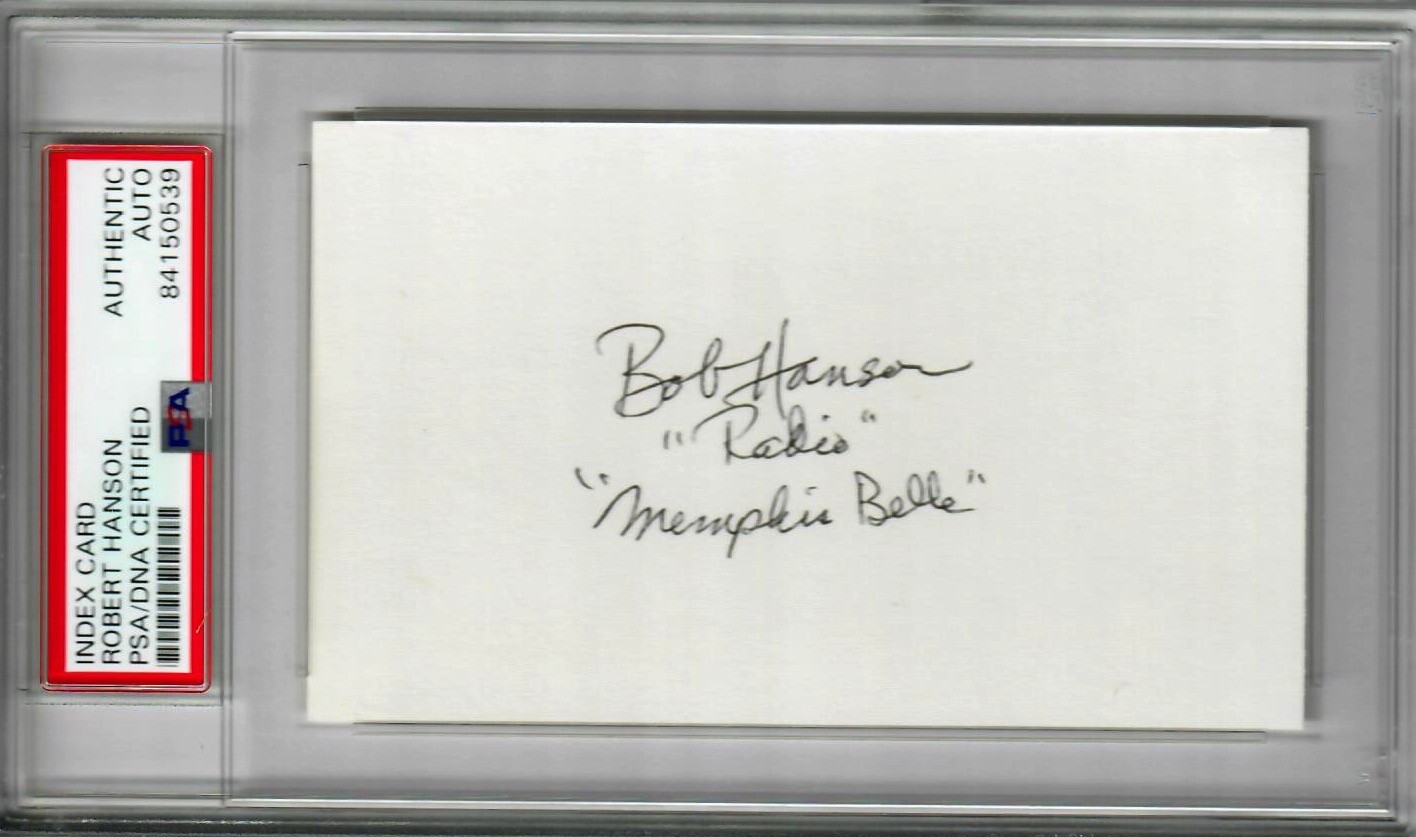 INDEX CARD
ROBERT HANSON
PSA/DNA CERTIFIED
AUTHENTIC
AUTO
84150539
PSA
Bob Hanson
"Radio"
"Memphis Belle"